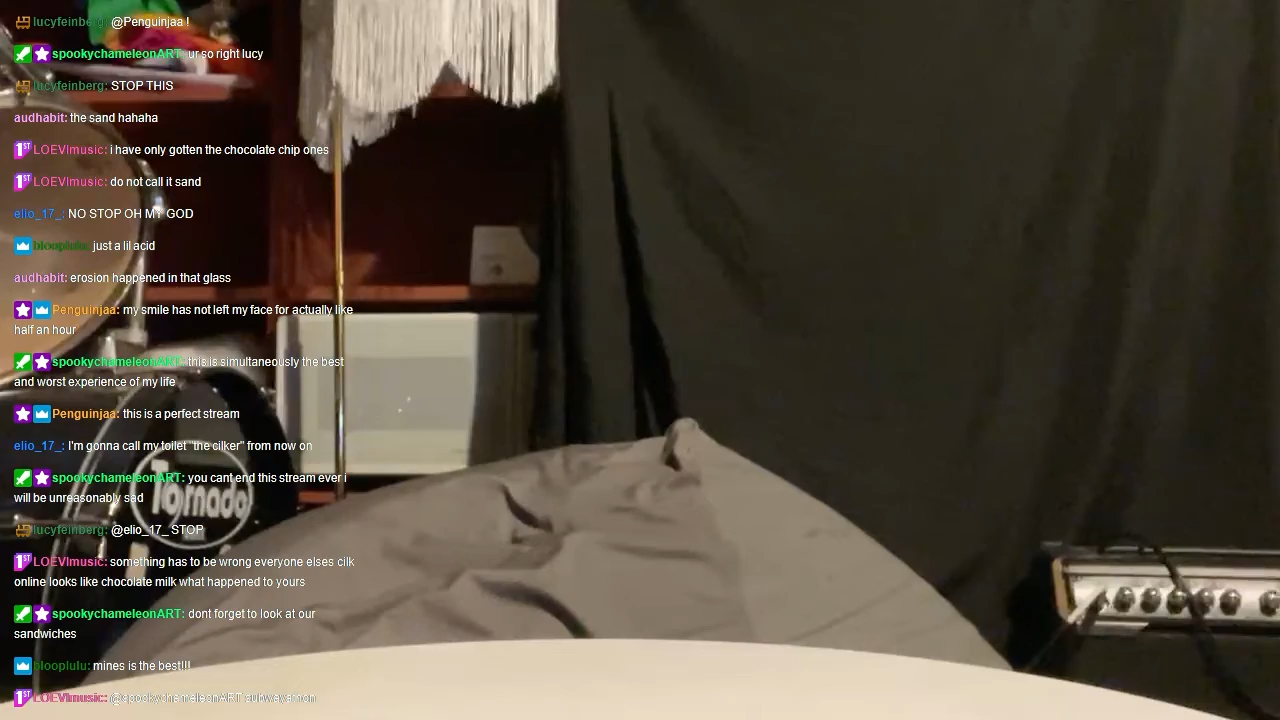 lucyfeinberg: @Penguinjaa !
spookychameleonART: ur so right lucy
lucyfeinberg: STOP THIS
audhabit: the sand hahaha
1ST LOEVImusic: i have only gotten the chocolate chip ones
1ST LOEVImusic: do not call it sand
elio_17_: NO STOP OH MY GOD
blooplulu: just a lil acid
audhabit: erosion happened in that glass
Penguinjaa: my smile has not left my face for actually like
half an hour
spookychameleonART: this is simultaneously the best
and worst experience of my life
Penguinjaa: this is a perfect stream
elio_17_: I'm gonna call my toilet "the cilker" from now on
spookychameleonART: you cant end this stream ever i
will be unreasonably sad
lucyfeinberg: @elio_17_ STOP
1ST LOEVImusic: something has to be wrong everyone elses cilk
online looks like chocolate milk what happened to yours
spookychameleonART: dont forget to look at our
sandwiches
blooplulu: mines is the best!!!
1ST LOEVImusic: @spookychameleonART
Tornado